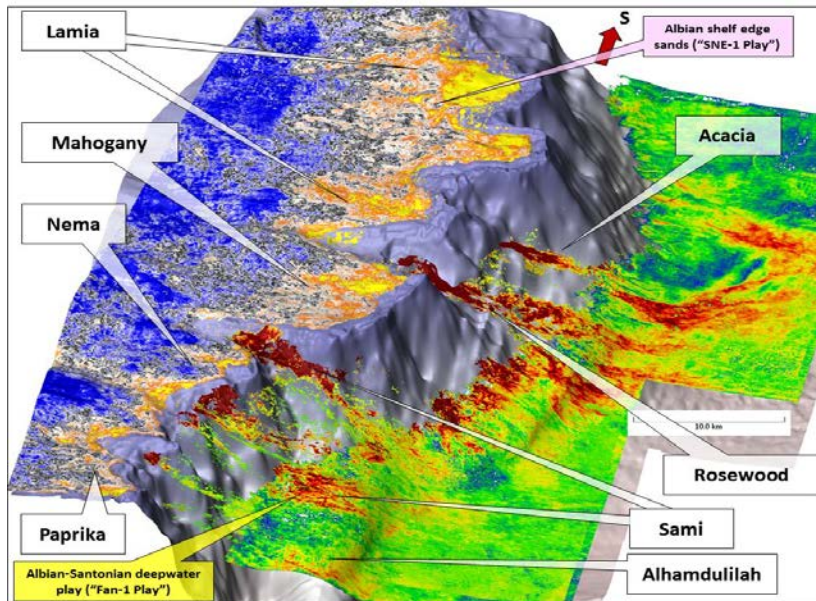 Lamia
S
Albian shelf edge
sands ("SNE-1 Play")
Mahogany
Acacia
Nema
10.0 km
Rosewood
Paprika
Sami
Albian-Santonian deepwater
play ("Fan-1 Play")
Alhamdulilah